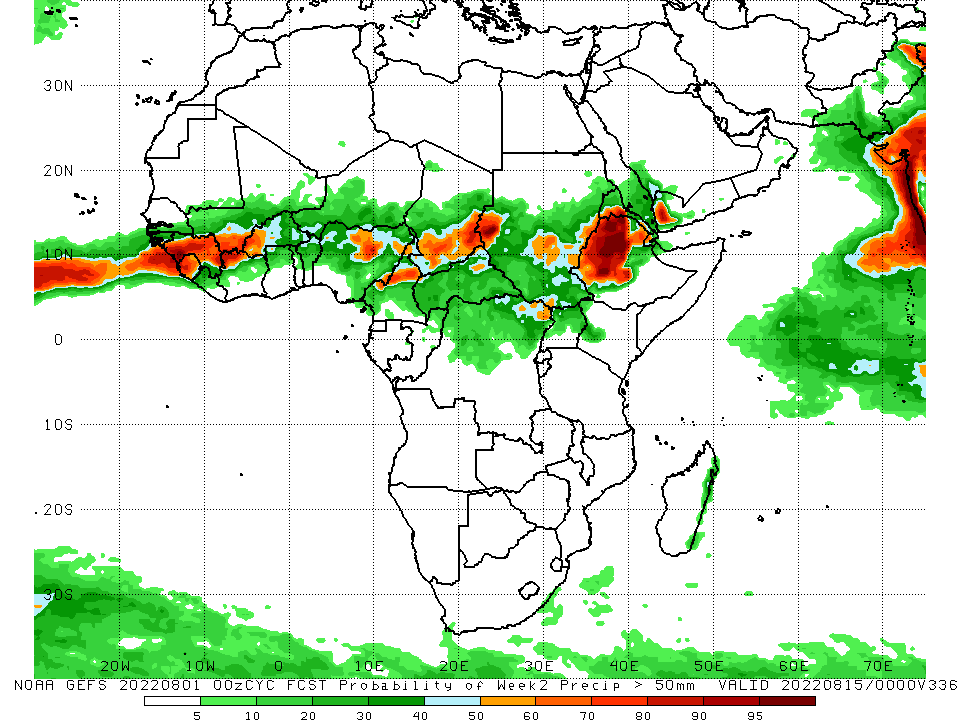 30N
20N
10N
0
10S
20S
30S
20W 10W 0 10E 20E 30E 40E 50E 60E 70E
NOAA GEFS 20220801 00zCYC FCST Probability of Week2 Precip > 50mm VALID 20220815/0000V336
5 10 20 30 40 50 60 70 80 90 95